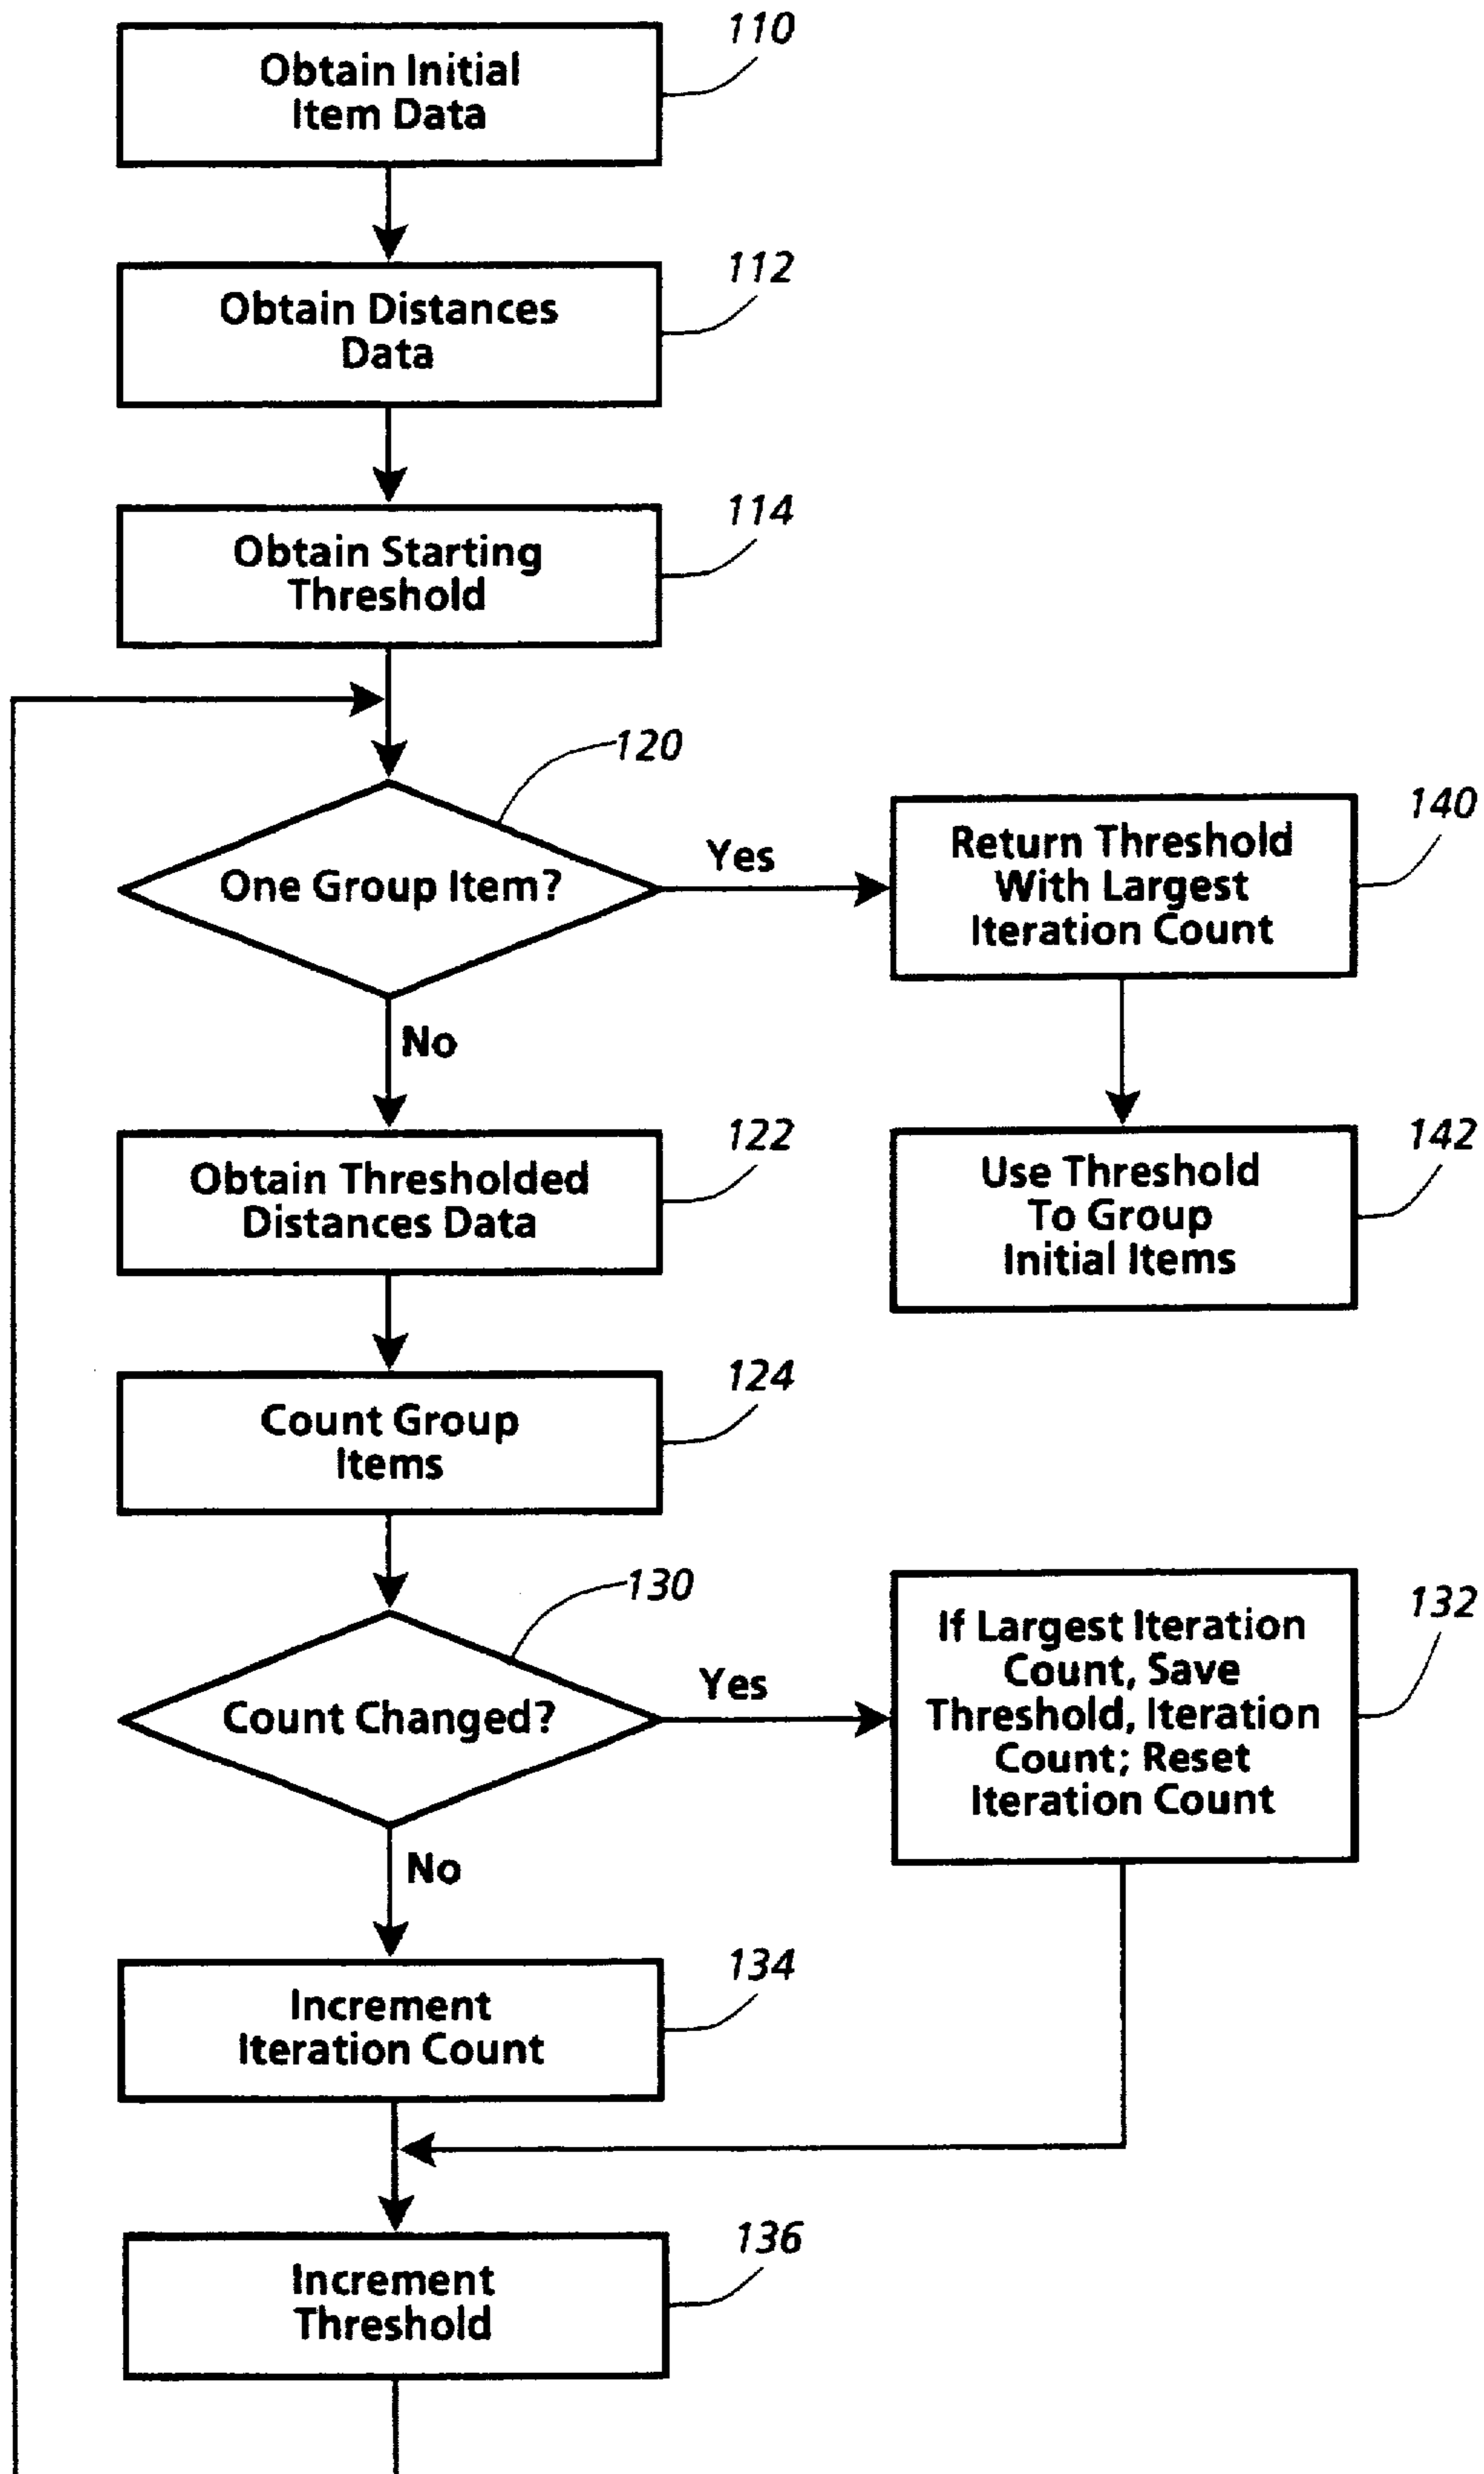 110
Obtain Initial
Item Data
112
Obtain Distances
Data
114
Obtain Starting
Threshold
120
One Group Item?
Yes
140
Return Threshold
With Largest
Iteration Count
No
122
Obtain Thresholded
Distances Data
142
Use Threshold
To Group
Initial Items
124
Count Group
Items
130
Count Changed?
Yes
132
If Largest Iteration
Count, Save
Threshold, Iteration
Count; Reset
Iteration Count
No
134
Increment
Iteration Count
136
Increment
Threshold